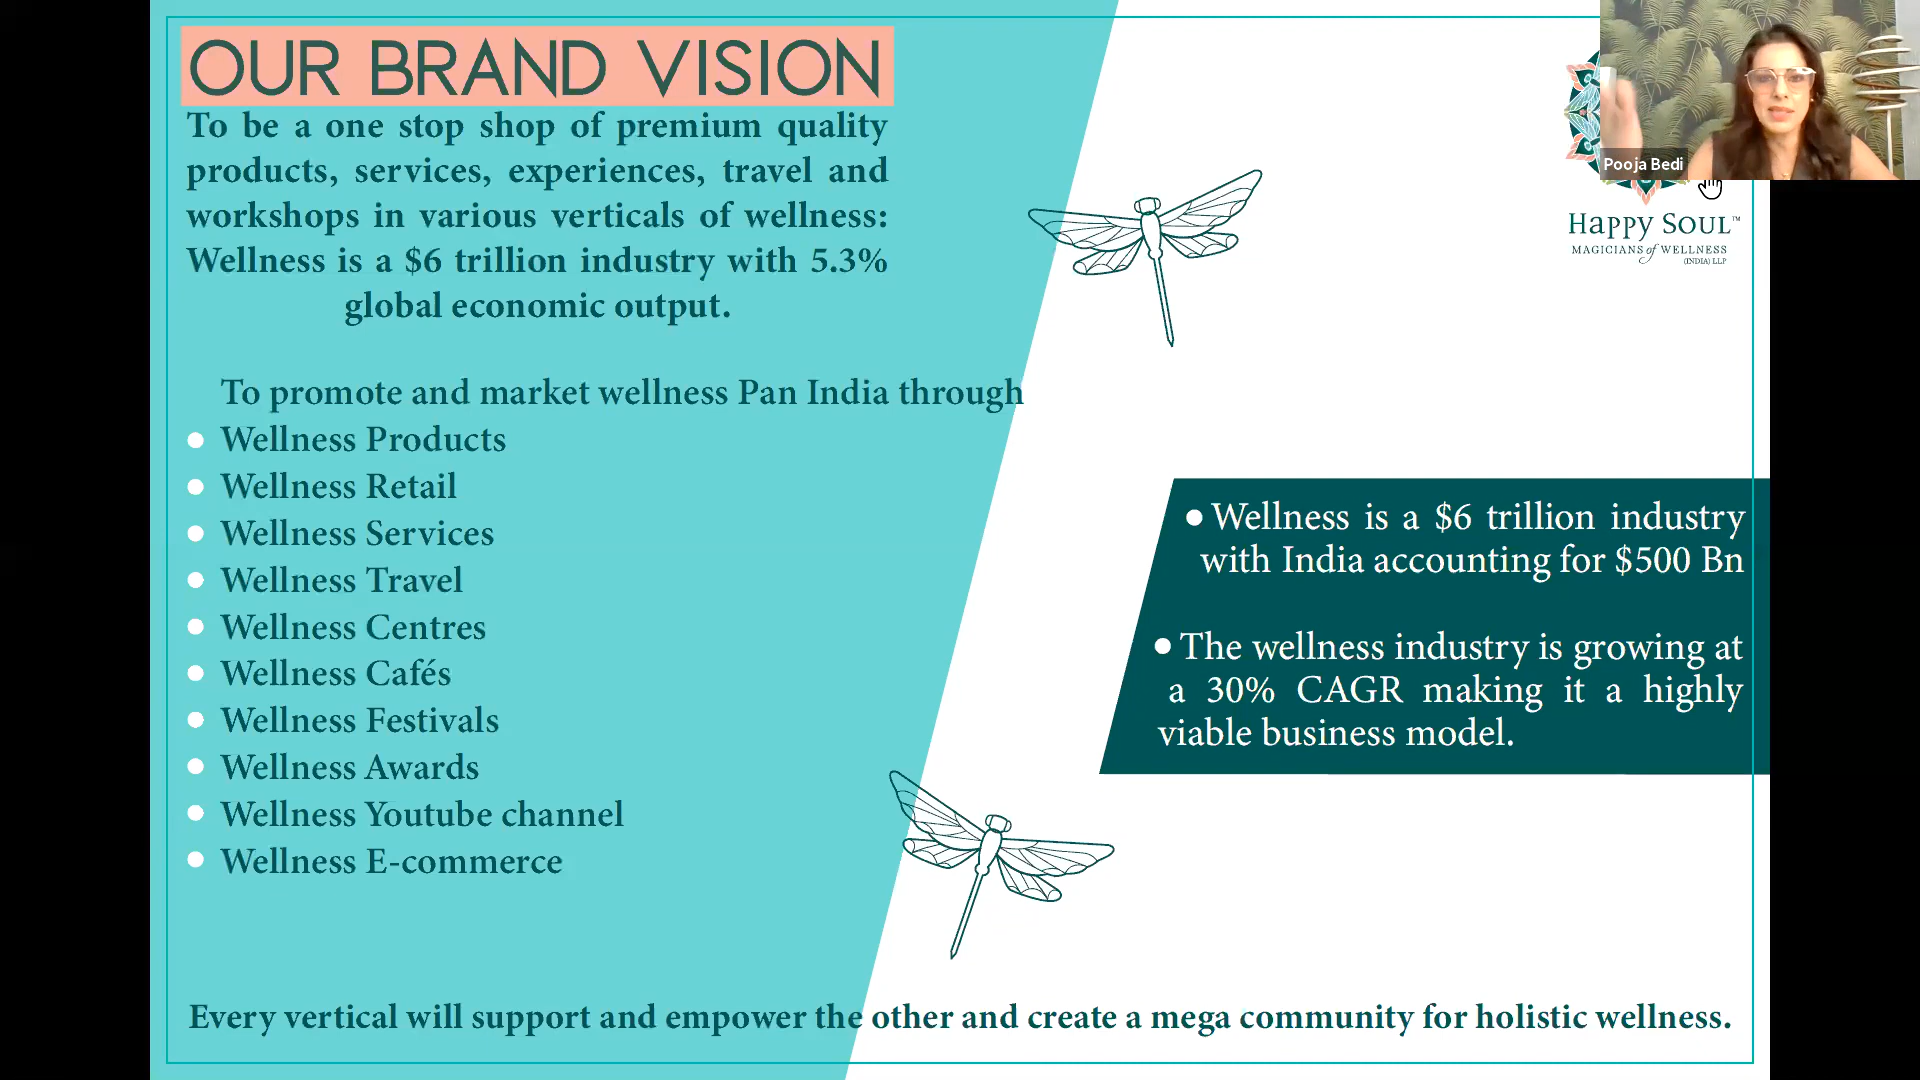 OUR BRAND VISION
To be a one stop shop of premium quality
products, services, experiences, travel and
workshops in various verticals of wellness:
Wellness is a $6 trillion industry with 5.3%
global economic output.
To promote and market wellness Pan India through
Wellness Products
Wellness Retail
Wellness Services
Wellness Travel
Wellness Centres
Wellness Cafés
Wellness Festivals
Wellness Awards
Wellness Youtube channel
Wellness E-commerce
Pooja Bedi
Happy Soul™
MAGICIANS of WELLNESS
(INDIA) LLP
Wellness is a $6 trillion industry
with India accounting for $500 Bn
The wellness industry is growing at
a 30% CAGR making it a highly
viable business model.
Every vertical will support and empower the other and create a mega community for holistic wellness.